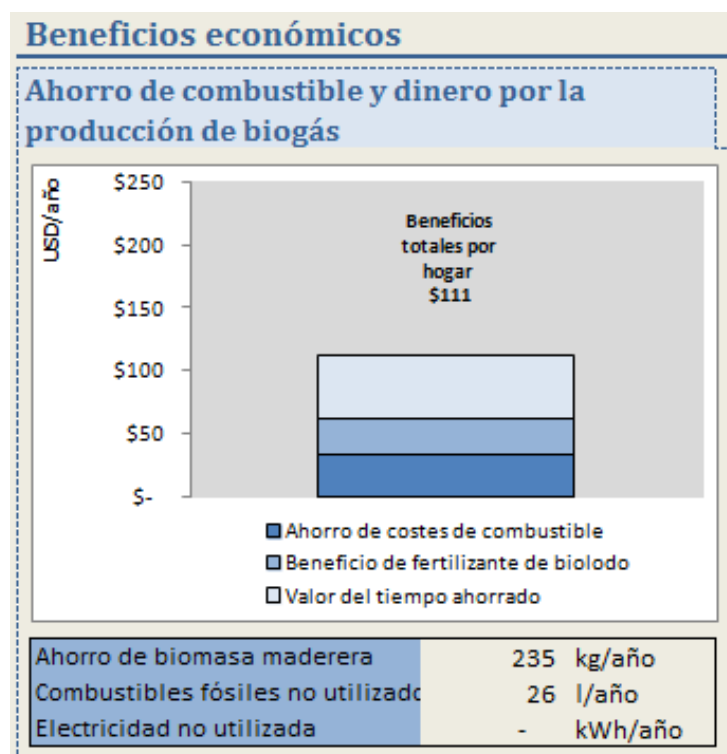 Beneficios económicos
Ahorro de combustible y dinero por la
producción de biogás
USD/año
$250
$200
$150
$100
$50
$-
Beneficios
totales por
hogar
$111
Ahorro de costes de combustible
Beneficio de fertilizante de biolodo
Valor del tiempo ahorrado
Ahorro de biomasa maderera 235 kg/año
Combustibles fósiles no utilizado 26 l/año
Electricidad no utilizada - kWh/año